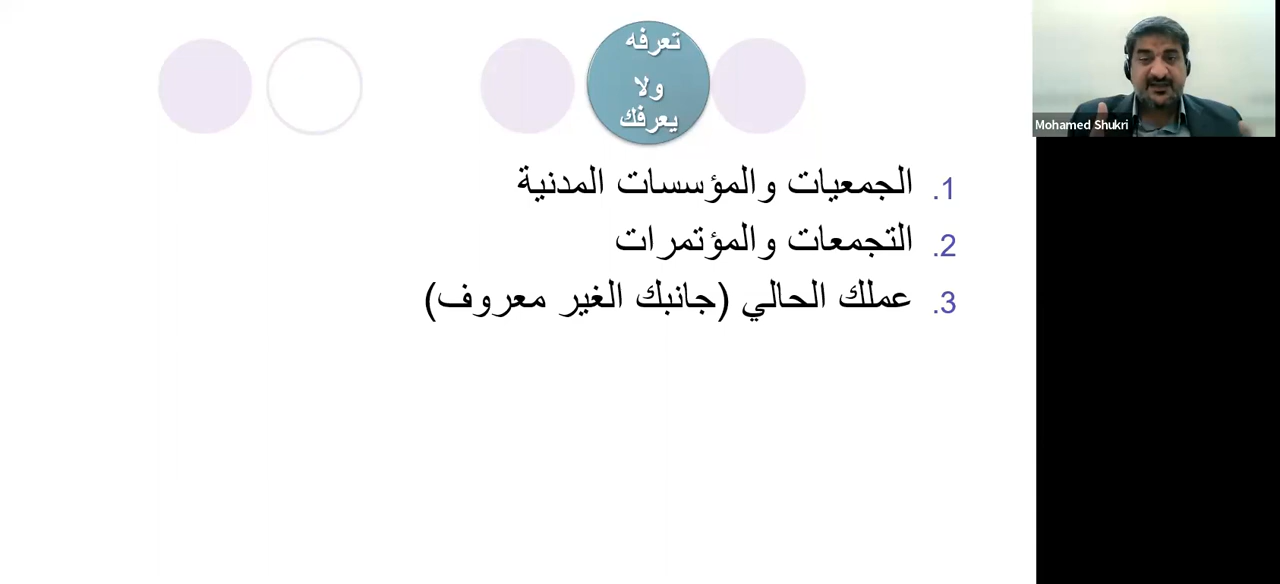 تعرفه
ولا
يعرفك
1. الجمعيات والمؤسسات المدنية
2. التجمعات والمؤتمرات
3. عملك الحالي (جانبك الغير معروف)
Mohamed Shukri